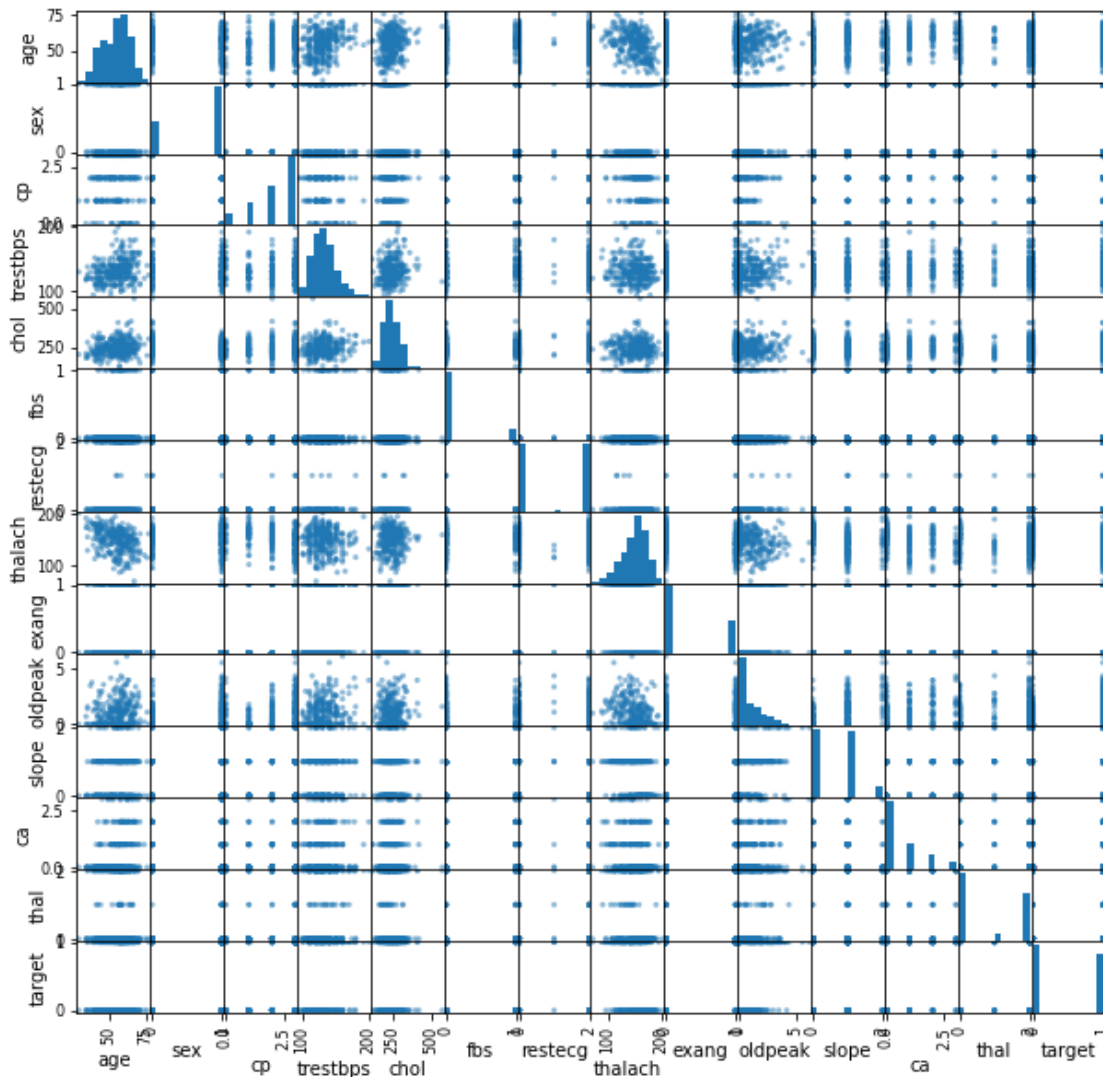 75
age
50
1
sex
0
2.5
cp
0.0
200
trestbps
100
500
chol
250
1
fbs
0
2
restecg
0
200
thalach
100
1
exang
0
5
oldpeak
0
2
slope
0
2.5
ca
0.0
2
thal
0
1
target
0
50 75 0 1 0.0 2.5 100 200 250 500 0 1 0 2 100 200 0 1 0 5 0 2 0.0 2.5 0 2 0 1
age sex cp trestbps chol fbs restecg thalach exang oldpeak slope ca thal target